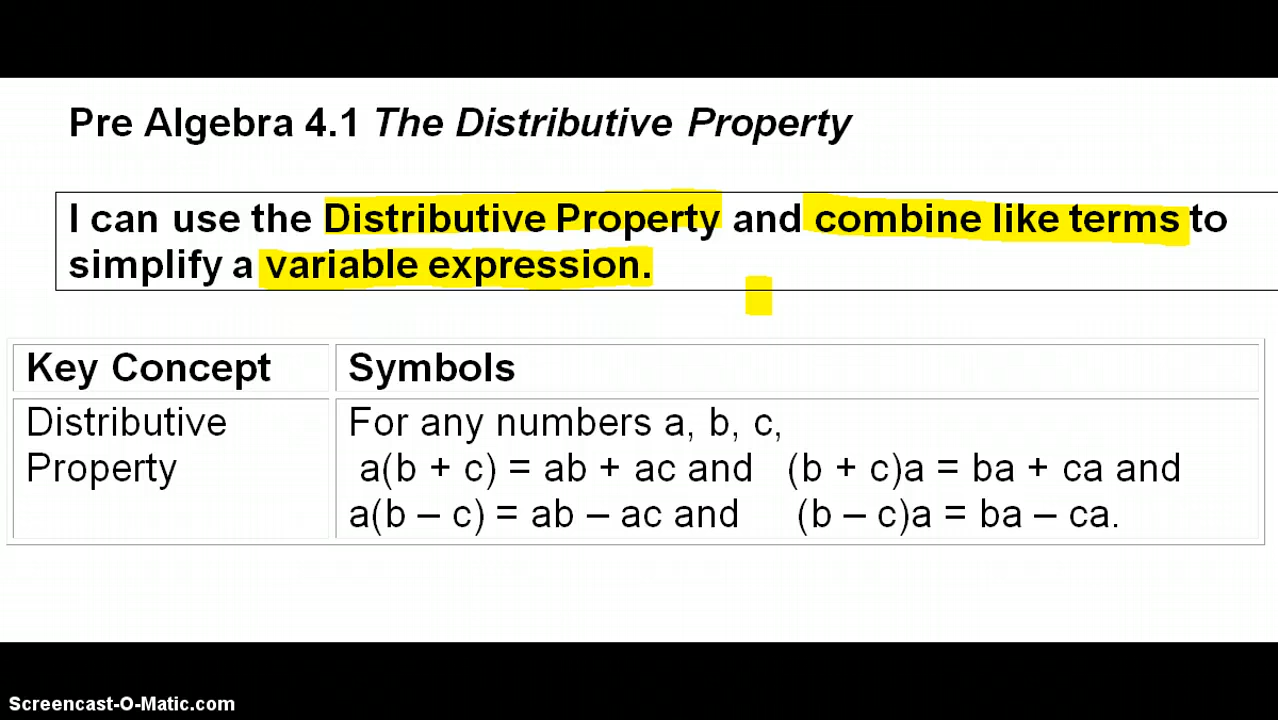 Pre Algebra 4.1 The Distributive Property
I can use the Distributive Property and combine like terms to
simplify a variable expression.
Key Concept
Symbols
Distributive
Property
For any numbers a, b, c,
a(b + c) = ab + ac and (b + c)a = ba + ca and
a(b – c) = ab – ac and (b – c)a = ba – ca.
Screencast-O-Matic.com